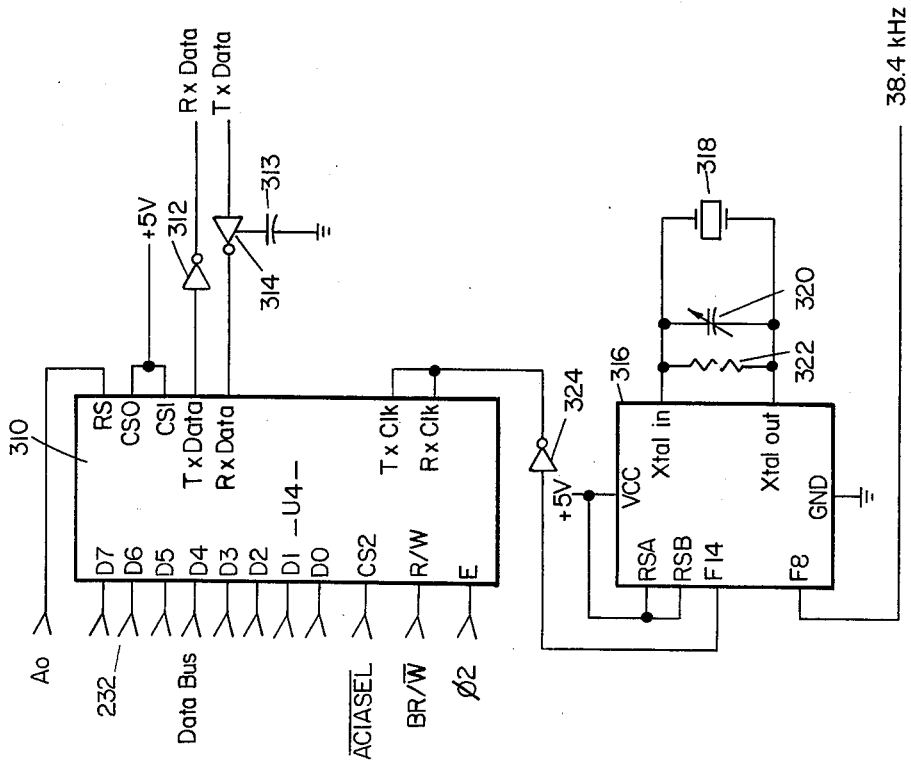 310
Ao
232
Data Bus
ACIASEL
BR/W
Ø2
D7
D6
D5
D4
D3
D2
D1
D0
CS2
R/W
E
-U4-
RS
CS0
CS1
Tx Data
Rx Data
Tx Clk
Rx Clk
+5V
312
Rx Data
Tx Data
313
314
324
+5V
316
VCC
RSA
RSB
F14
F8
GND
Xtal in
Xtal out
322
320
318
38.4 kHz